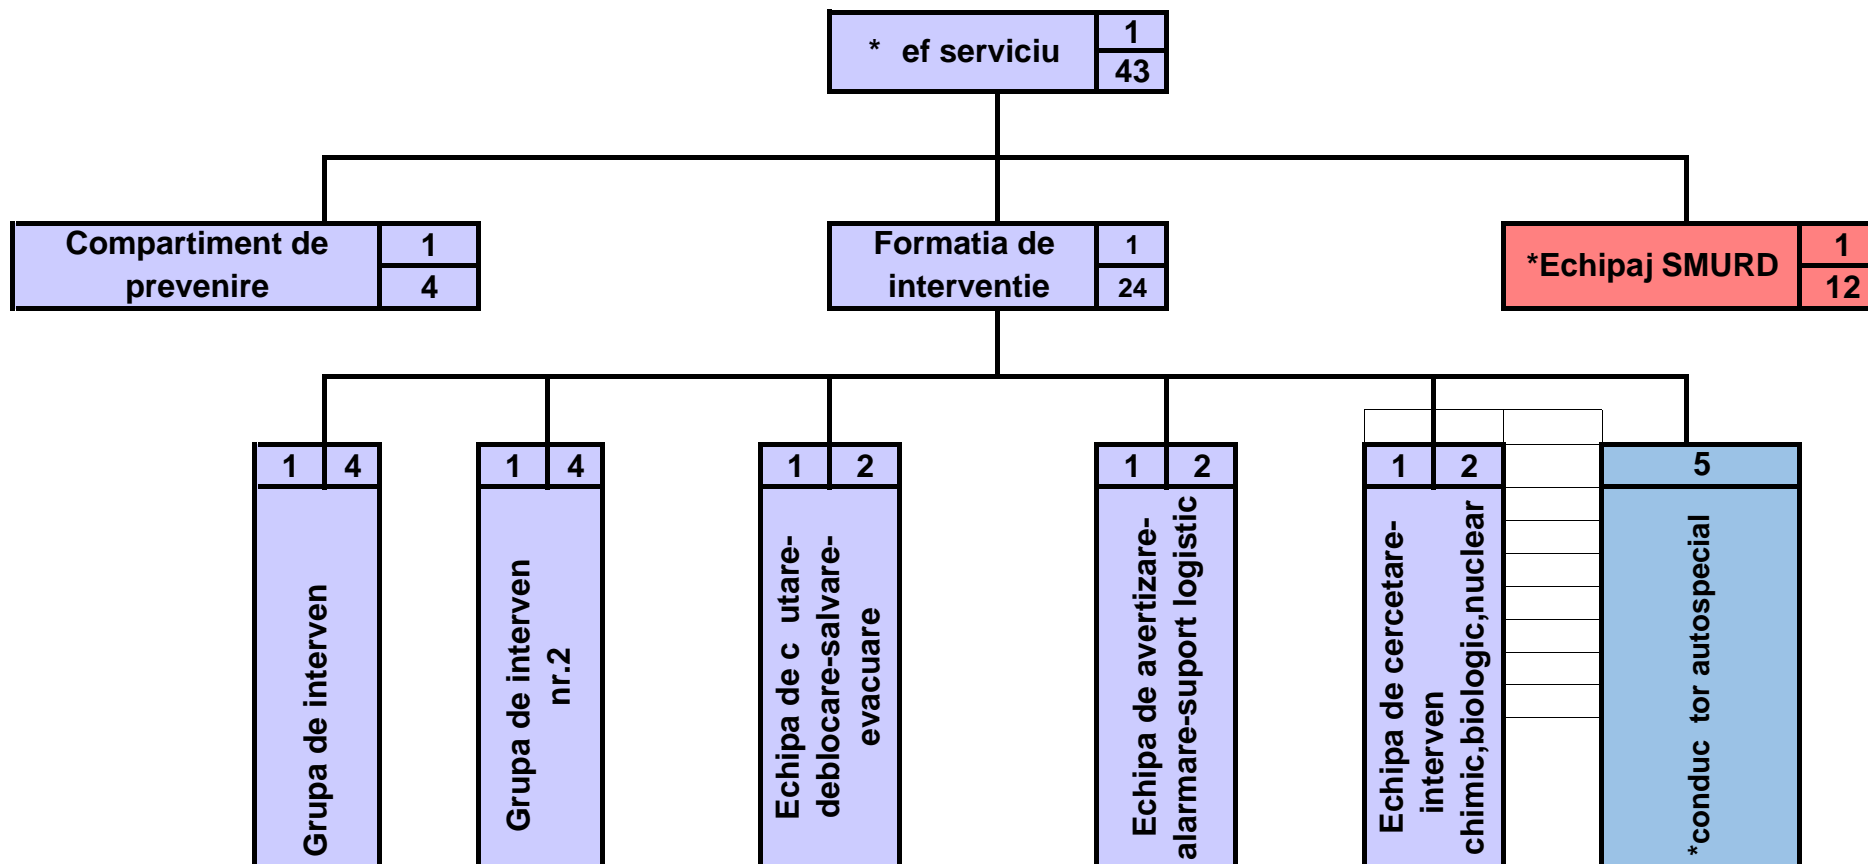 * ef serviciu
1
43
Compartiment de
prevenire
1
4
Formatia de
interventie
1
24
*Echipaj SMURD
1
12
1 4
Grupa de interven
1 4
Grupa de interven
nr.2
1 2
Echipa de c utare-
deblocare-salvare-
evacuare
1 2
Echipa de avertizare-
alarmare-suport logistic
1 2
Echipa de cercetare-
interven
chimic,biologic,nuclear
5
*conduc tor autospecial